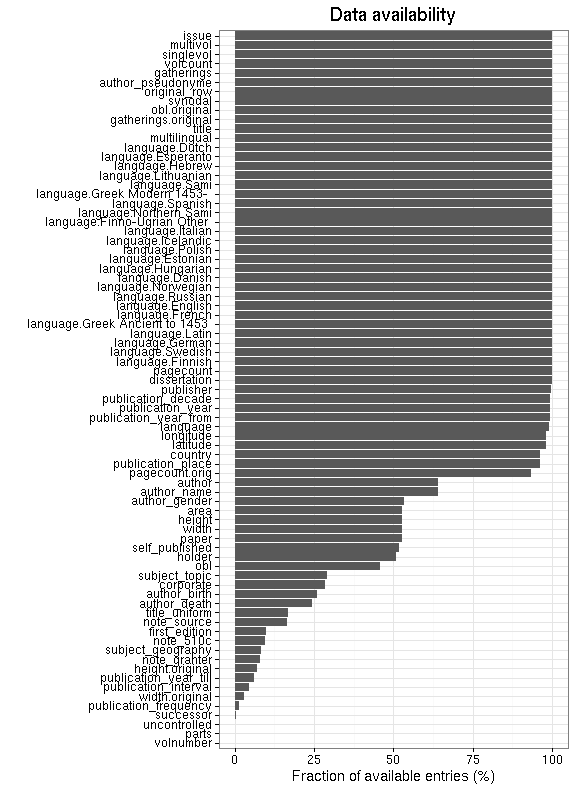 Data availability
issue
multivol
singlevol
volcount
gatherings
author_pseudonyme
original_row
synodal
obl.original
gatherings.original
title
multilingual
language.Dutch
language.Esperanto
language.Hebrew
language.Lithuanian
language.Sami
language.Greek Modern 1453-
language.Spanish
language.Northern Sami
language.Finno-Ugrian Other
language.Italian
language.Icelandic
language.Polish
language.Estonian
language.Hungarian
language.Danish
language.Norwegian
language.Russian
language.English
language.French
language.Greek Ancient to 1453
language.Latin
language.German
language.Swedish
language.Finnish
pagecount
dissertation
publisher
publication_decade
publication_year
publication_year_from
language
longitude
latitude
country
publication_place
pagecount.orig
author
author_name
author_gender
area
height
width
paper
self_published
holder
obl
subject_topic
corporate
author_birth
author_death
title_uniform
note_source
first_edition
note_510c
subject_geography
note_granter
height.original
publication_year_till
publication_interval
width.original
publication_frequency
successor
uncontrolled
parts
volnumber
0 25 50 75 100
Fraction of available entries (%)